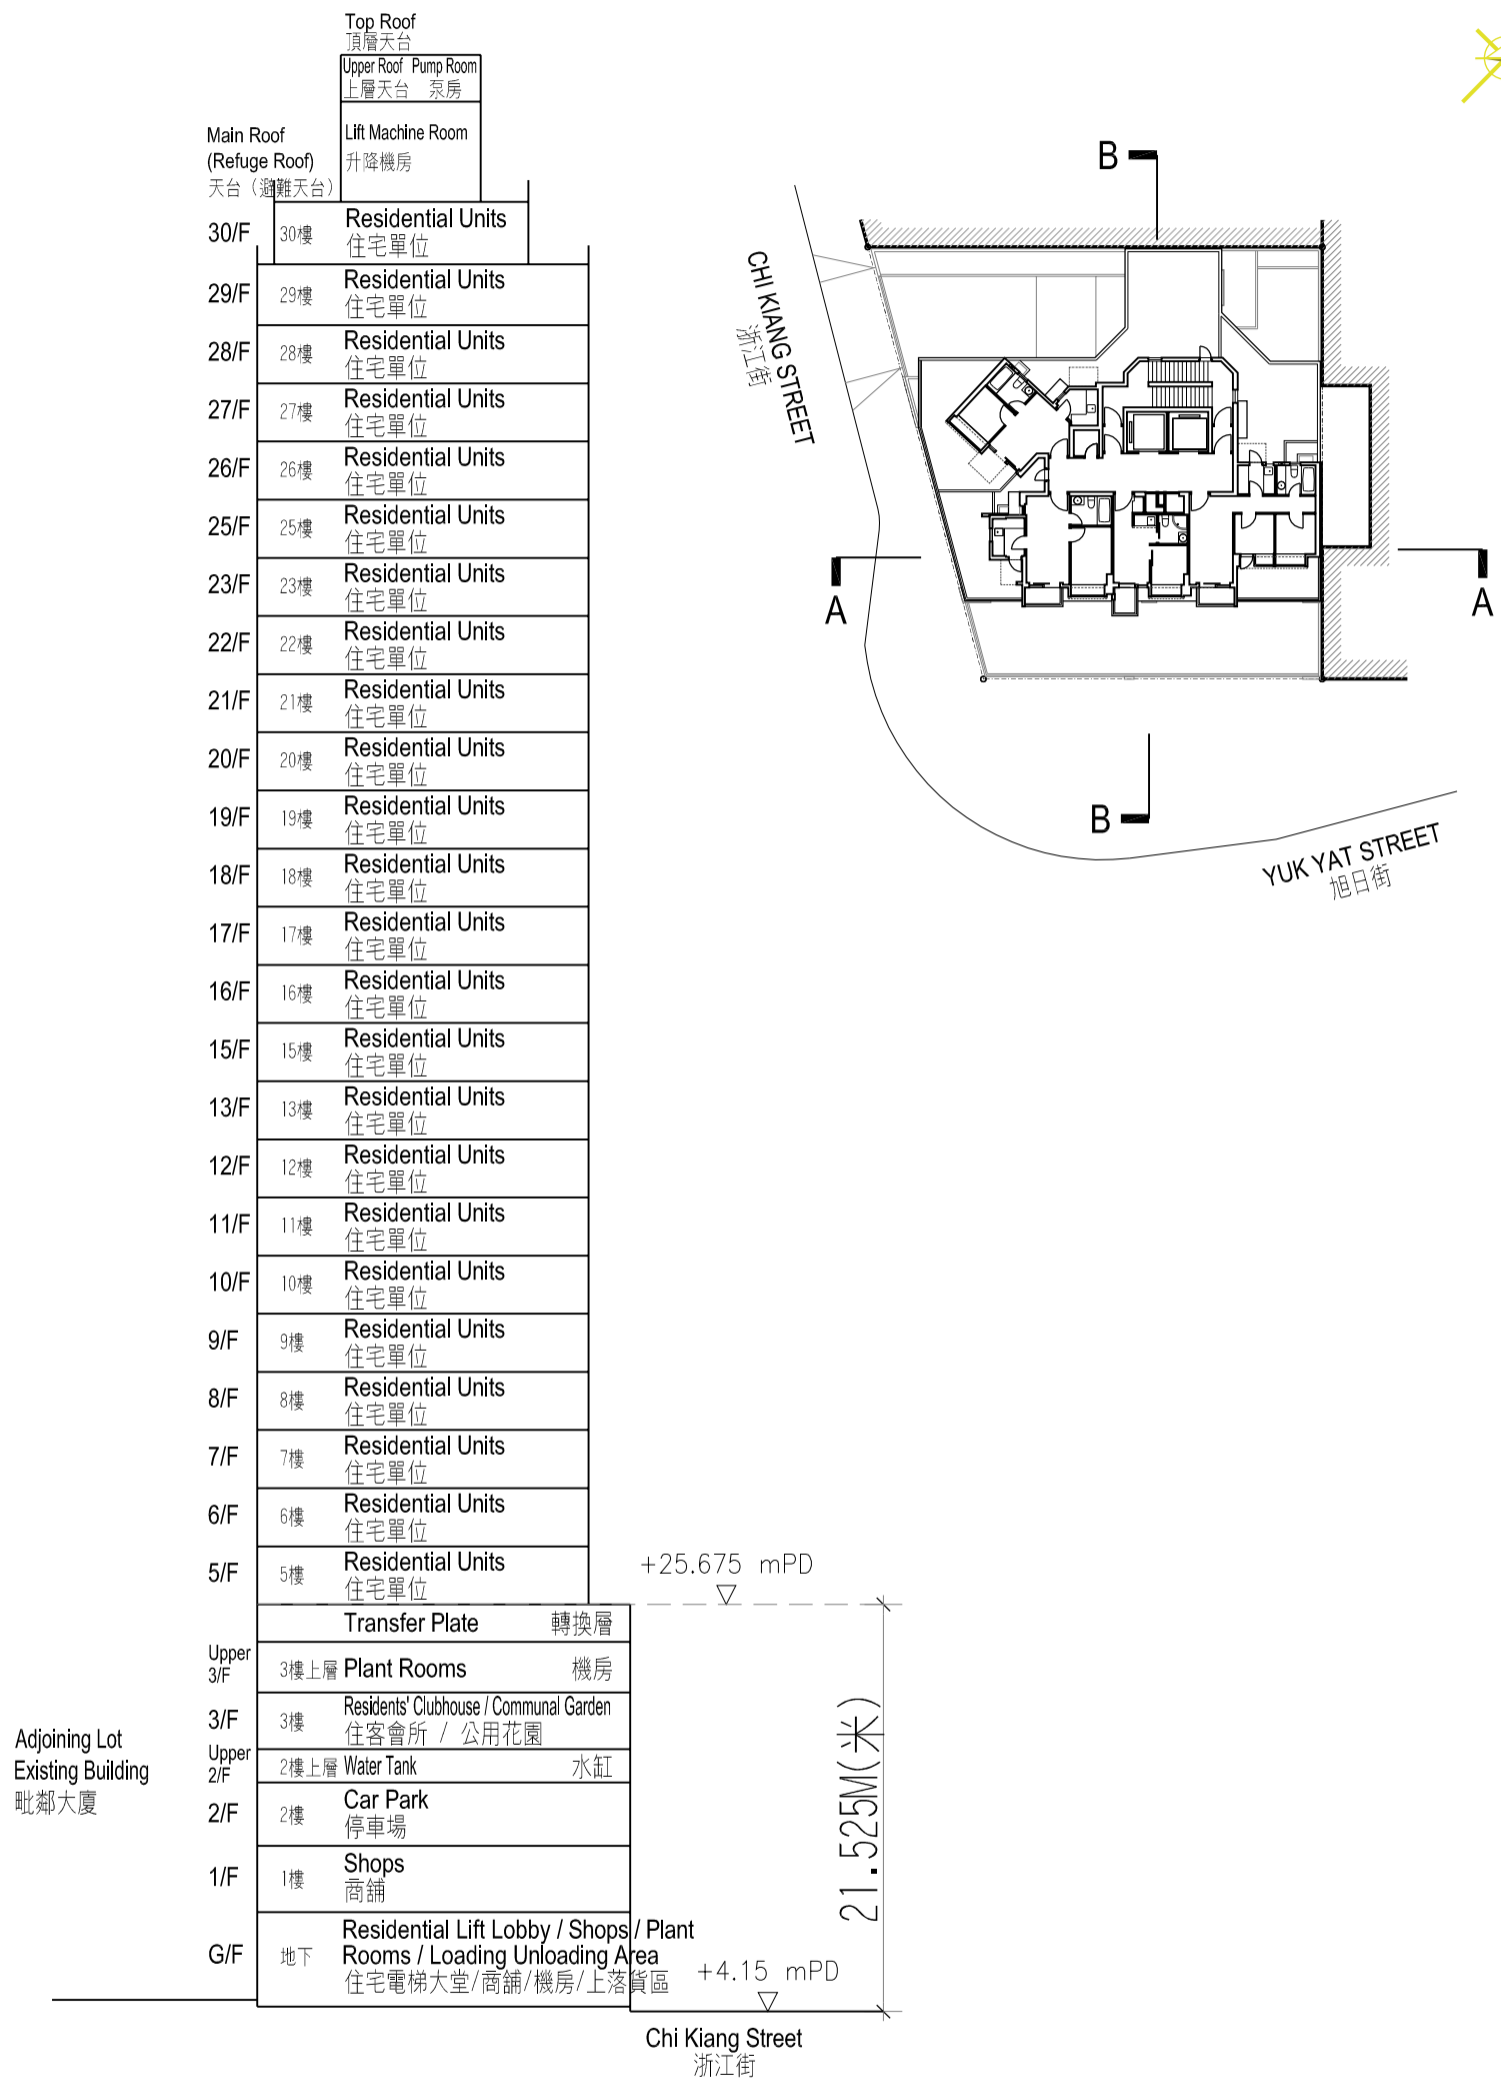 Top Roof
頂層天台
Upper Roof Pump Room
上層天台 泵房
Main Roof
(Refuge Roof)
天台（避難天台）
Lift Machine Room
升降機房
30/F 30樓 Residential Units
住宅單位
29/F 29樓 Residential Units
住宅單位
28/F 28樓 Residential Units
住宅單位
27/F 27樓 Residential Units
住宅單位
26/F 26樓 Residential Units
住宅單位
25/F 25樓 Residential Units
住宅單位
23/F 23樓 Residential Units
住宅單位
22/F 22樓 Residential Units
住宅單位
21/F 21樓 Residential Units
住宅單位
20/F 20樓 Residential Units
住宅單位
19/F 19樓 Residential Units
住宅單位
18/F 18樓 Residential Units
住宅單位
17/F 17樓 Residential Units
住宅單位
16/F 16樓 Residential Units
住宅單位
15/F 15樓 Residential Units
住宅單位
13/F 13樓 Residential Units
住宅單位
12/F 12樓 Residential Units
住宅單位
11/F 11樓 Residential Units
住宅單位
10/F 10樓 Residential Units
住宅單位
9/F 9樓 Residential Units
住宅單位
8/F 8樓 Residential Units
住宅單位
7/F 7樓 Residential Units
住宅單位
6/F 6樓 Residential Units
住宅單位
5/F 5樓 Residential Units
住宅單位
Transfer Plate 轉換層
Upper
3/F 3樓上層 Plant Rooms 機房
3/F 3樓 Residents' Clubhouse / Communal Garden
住客會所 / 公用花園
Upper
2/F 2樓上層 Water Tank 水缸
2/F 2樓 Car Park
停車場
1/F 1樓 Shops
商鋪
G/F 地下 Residential Lift Lobby / Shops / Plant
Rooms / Loading Unloading Area
住宅電梯大堂/商鋪/機房/上落貨區
Adjoining Lot
Existing Building
毗鄰大廈
+25.675 mPD
21.525M(米)
+4.15 mPD
Chi Kiang Street
浙江街
B
CHI KIANG STREET
浙江街
A
A
B
YUK YAT STREET
旭日街